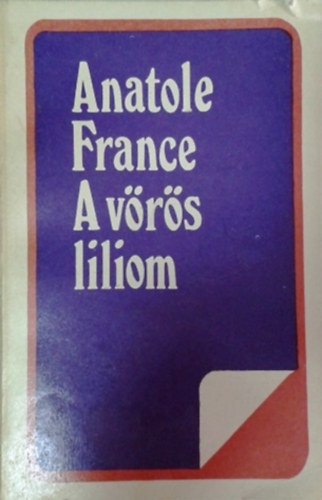 Anatole
France
A vörös
liliom